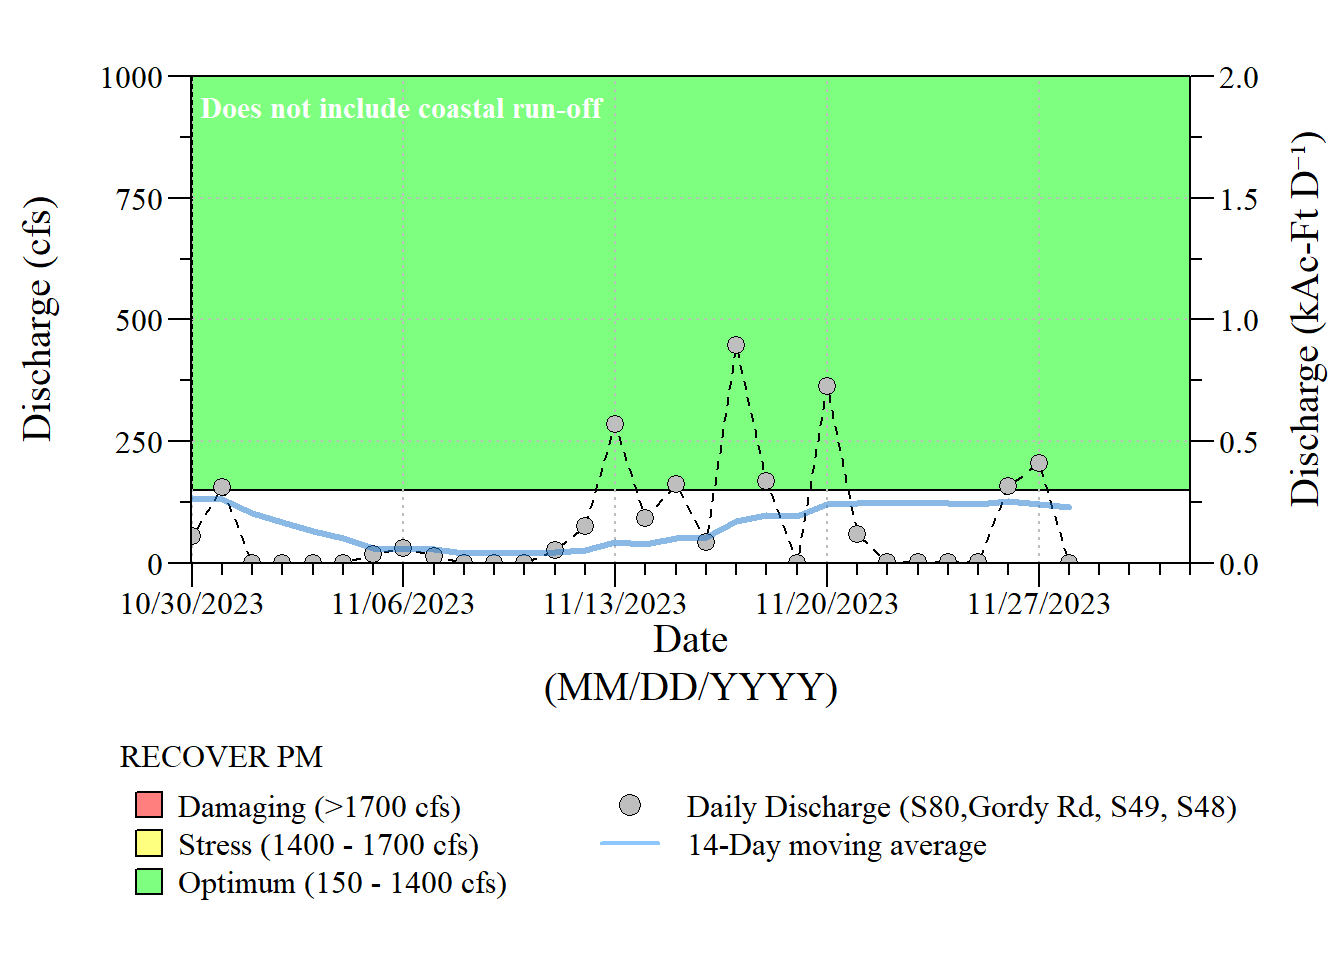 Does not include coastal run-off
1000
750
500
250
0
Discharge (cfs)
2.0
1.5
1.0
0.5
0.0
Discharge (kAc-Ft D⁻¹)
10/30/2023 11/06/2023 11/13/2023 11/20/2023 11/27/2023
Date
(MM/DD/YYYY)
RECOVER PM
Damaging (>1700 cfs)
Stress (1400 - 1700 cfs)
Optimum (150 - 1400 cfs)
Daily Discharge (S80,Gordy Rd, S49, S48)
14-Day moving average